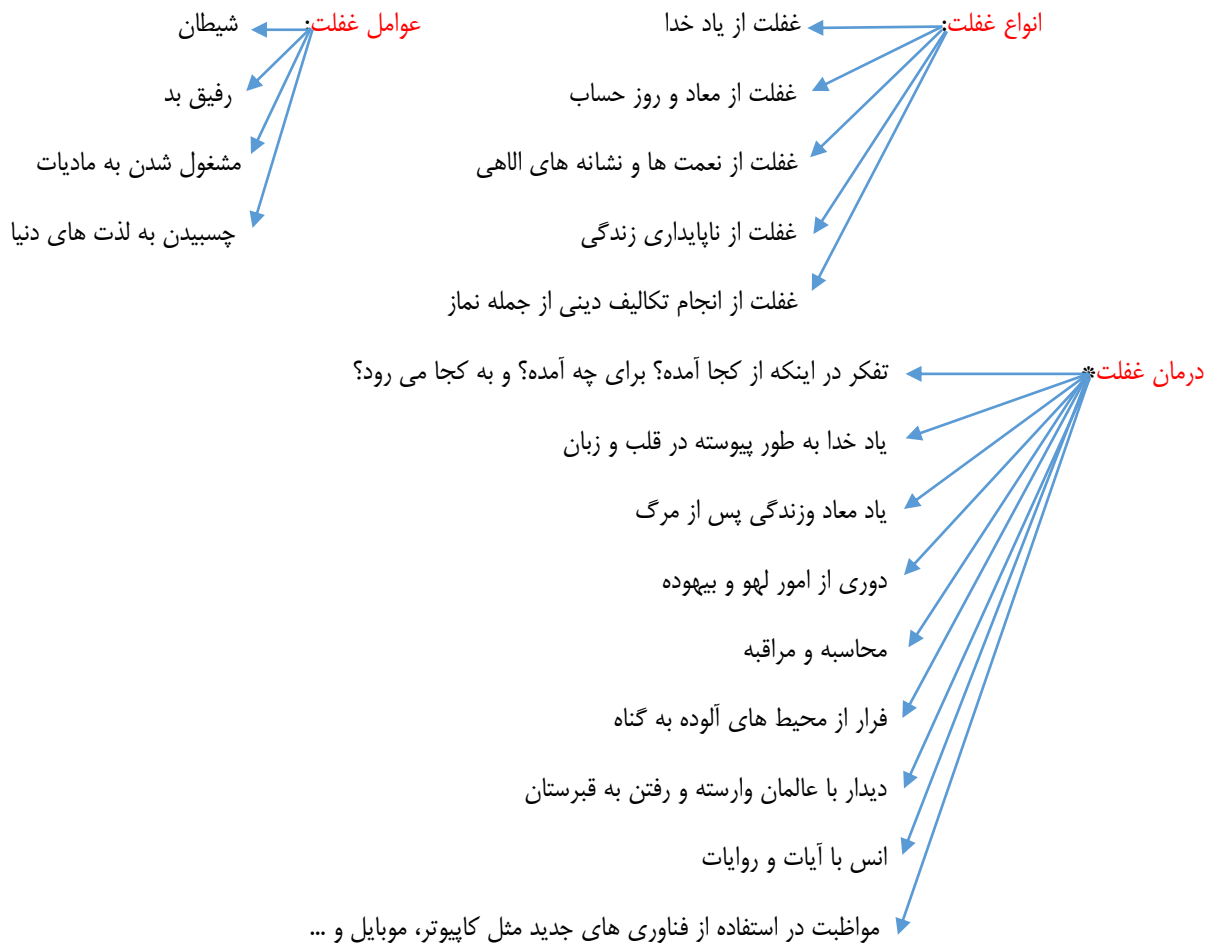 انواع غفلت: غفلت از یاد خدا
غفلت از معاد و روز حساب
غفلت از نعمت ها و نشانه های الاهی
غفلت از ناپایداری زندگی
غفلت از انجام تکالیف دینی از جمله نماز
عوامل غفلت: شیطان
رفیق بد
مشغول شدن به مادیات
چسبیدن به لذت های دنیا
درمان غفلت* تفکر در اینکه از کجا آمده؟ برای چه آمده؟ و به کجا می رود؟
یاد خدا به طور پیوسته در قلب و زبان
یاد معاد وزندگی پس از مرگ
دوری از امور لهو و بیهوده
محاسبه و مراقبه
فرار از محیط های آلوده به گناه
دیدار با عالمان وارسته و رفتن به قبرستان
انس با آیات و روایات
مواظبت در استفاده از فناوری های جدید مثل کاپیوتر، موبایل و ...